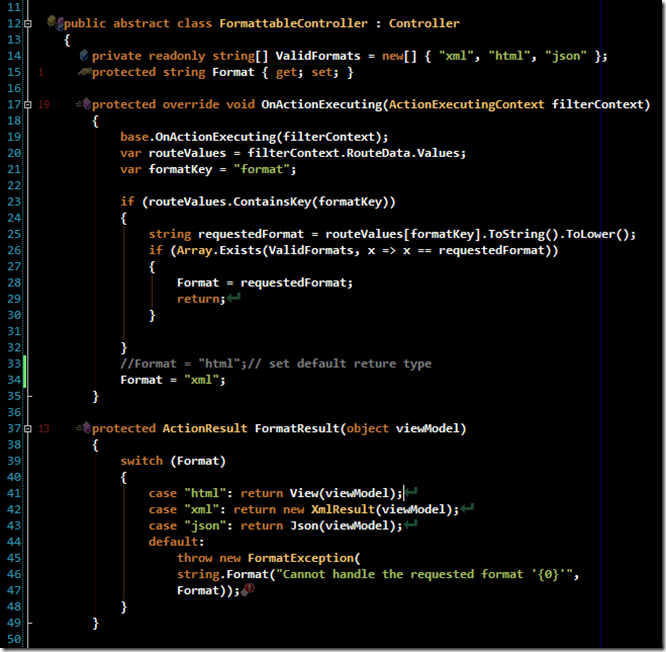 11
12 public abstract class FormattableController : Controller
13 {
14 private readonly string[] ValidFormats = new[] { "xml", "html", "json" };
15 1 protected string Format { get; set; }
16
17 19 protected override void OnActionExecuting(ActionExecutingContext filterContext)
18 {
19 base.OnActionExecuting(filterContext);
20 var routeValues = filterContext.RouteData.Values;
21 var formatKey = "format";
22
23 if (routeValues.ContainsKey(formatKey))
24 {
25 string requestedFormat = routeValues[formatKey].ToString().ToLower();
26 if (Array.Exists(ValidFormats, x => x == requestedFormat))
27 {
28 Format = requestedFormat;
29 return;
30 }
31
32 }
33 //Format = "html";// set default reture type
34 Format = "xml";
35 }
36
37 13 protected ActionResult FormatResult(object viewModel)
38 {
39 switch (Format)
40 {
41 case "html": return View(viewModel);
42 case "xml": return new XmlResult(viewModel);
43 case "json": return Json(viewModel);
44 default:
45 throw new FormatException(
46 string.Format("Cannot handle the requested format '{0}'",
47 Format));
48 }
49 }
50